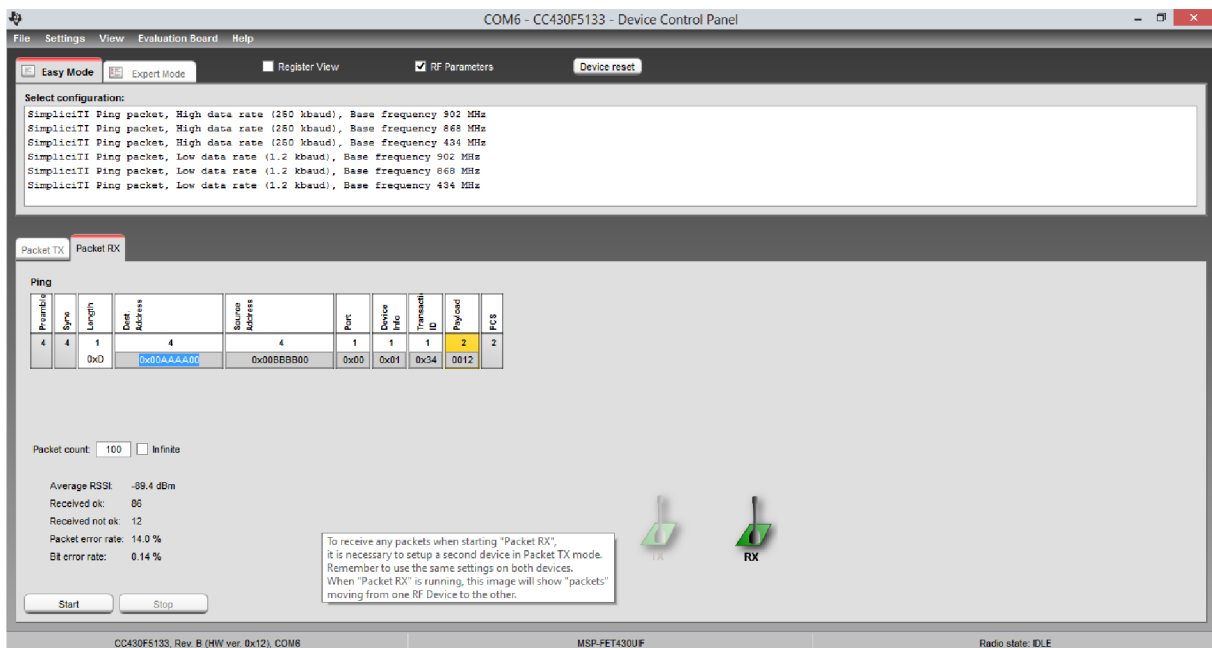 COM6 - CC430F5133 - Device Control Panel
File Settings View Evaluation Board Help
Easy Mode Expert Mode Register View RF Parameters Device reset
Select configuration:
SimpliciTI Ping packet, High data rate (250 kbaud), Base frequency 902 MHz
SimpliciTI Ping packet, High data rate (250 kbaud), Base frequency 868 MHz
SimpliciTI Ping packet, High data rate (250 kbaud), Base frequency 434 MHz
SimpliciTI Ping packet, Low data rate (1.2 kbaud), Base frequency 902 MHz
SimpliciTI Ping packet, Low data rate (1.2 kbaud), Base frequency 868 MHz
SimpliciTI Ping packet, Low data rate (1.2 kbaud), Base frequency 434 MHz
Packet TX Packet RX
Ping
Preamble Sync Length Dest. Address Source Address Port Device Info Transacti ID Payload FCS
4 4 1 4 4 1 1 1 2 2
0xD 0x00AAAA00 0x00BBBB00 0x00 0x01 0x34 0012
Packet count: 100 Infinite
Average RSSI: -89.4 dBm
Received ok: 86
Received not ok: 12
Packet error rate: 14.0 %
Bit error rate: 0.14 %
To receive any packets when starting "Packet RX",
it is necessary to setup a second device in Packet TX mode.
Remember to use the same settings on both devices.
When "Packet RX" is running, this image will show "packets"
moving from one RF Device to the other.
TX RX
Start Stop
CC430F5133, Rev. B (HW ver. 0x12), COM6 MSP-FET430UIF Radio state: IDLE